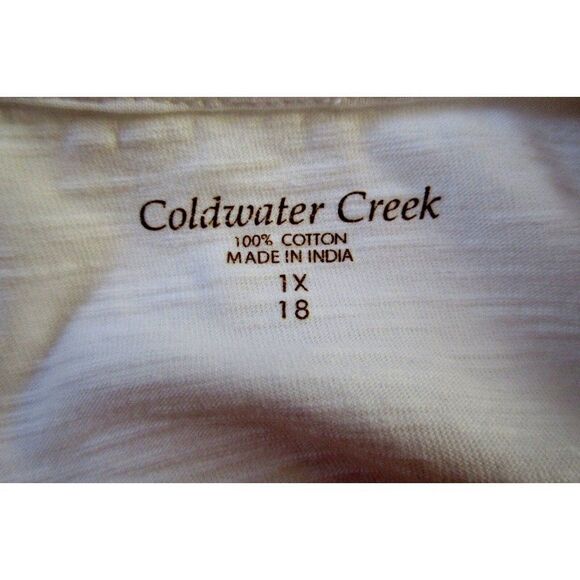 Coldwater Creek
100% COTTON
MADE IN INDIA
1X
18